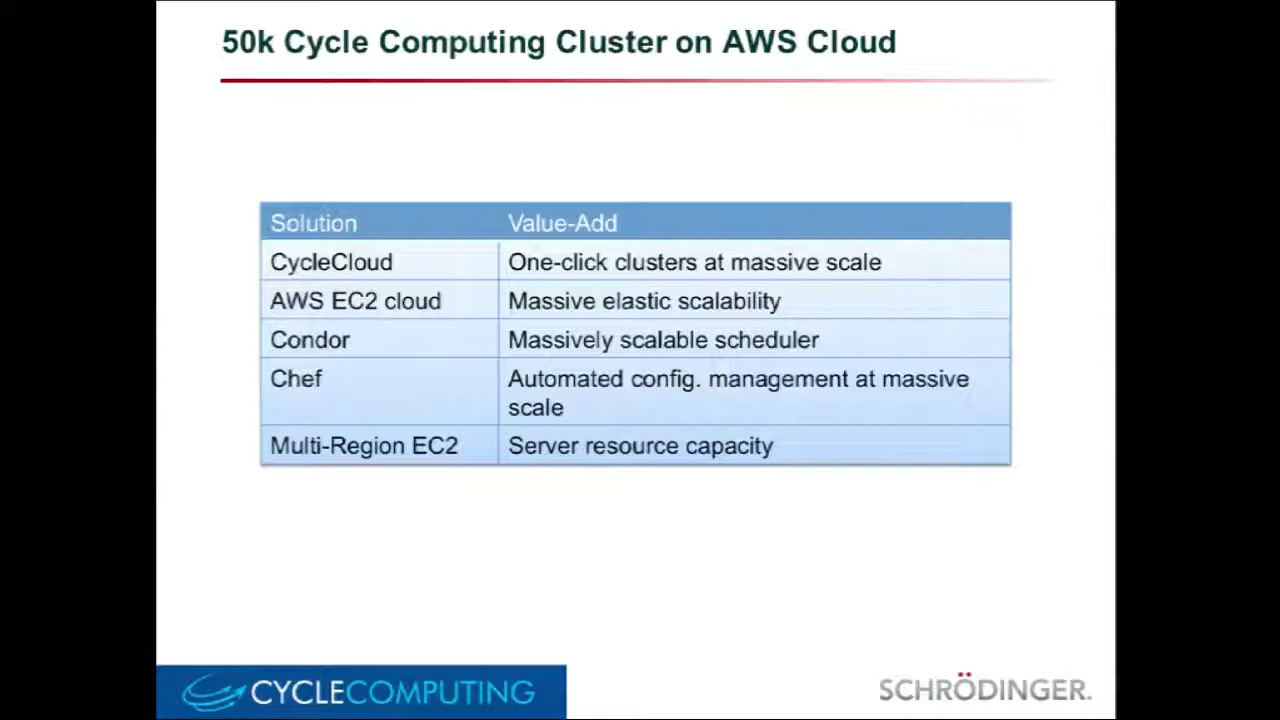 50k Cycle Computing Cluster on AWS Cloud
Solution Value-Add
CycleCloud One-click clusters at massive scale
AWS EC2 cloud Massive elastic scalability
Condor Massively scalable scheduler
Chef Automated config. management at massive
scale
Multi-Region EC2 Server resource capacity
CYCLECOMPUTING SCHRÖDINGER.